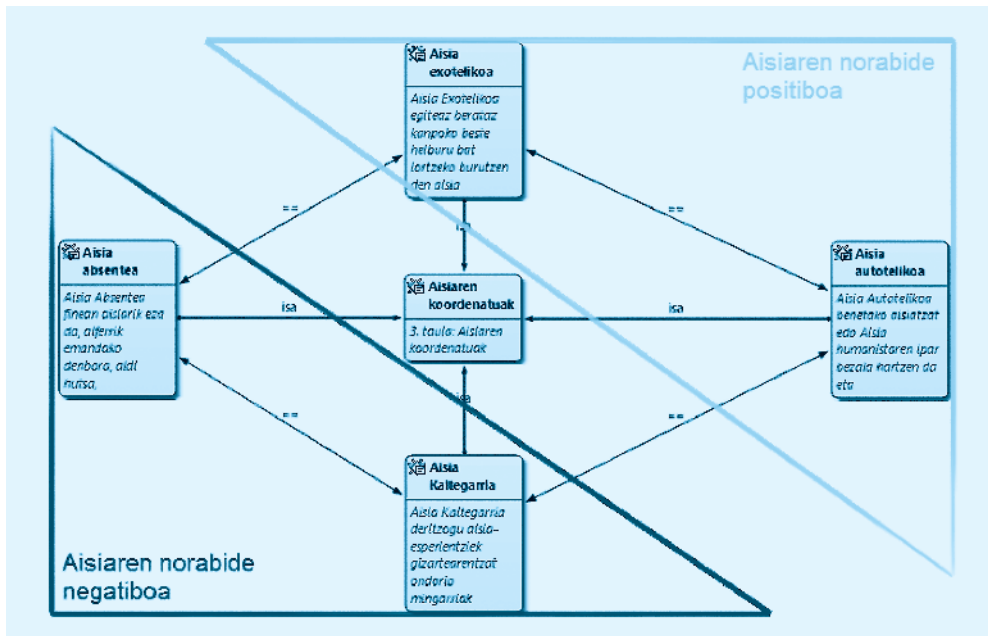 Aisia
exotelikoa
Aisia Exotelikoa
egiteaz berataz
kanpoko beste
helburu bat
lortzeko burutzen
den aisia
Aisiaren norabide
positiboa
==
==
isa
Aisia
absentea
Aisia Absentea
finean aisiarik eza
da, alferrik
emandako
denbora, aldi
hutsa,
isa
Aisiaren
koordenatuak
3. taula: Aisiaren
koordenatuak
isa
Aisia
autotelikoa
Aisia Autotelikoa
benetako aisiatzat
edo Aisia
humanistaren ipar
bezala hartzen da
eta
isa
==
==
Aisia
Kaltegarria
Aisia Kaltegarria
deritzogu aisia-
esperientziek
gizartearentzat
ondorio
mingarriak
Aisiaren norabide
negatiboa